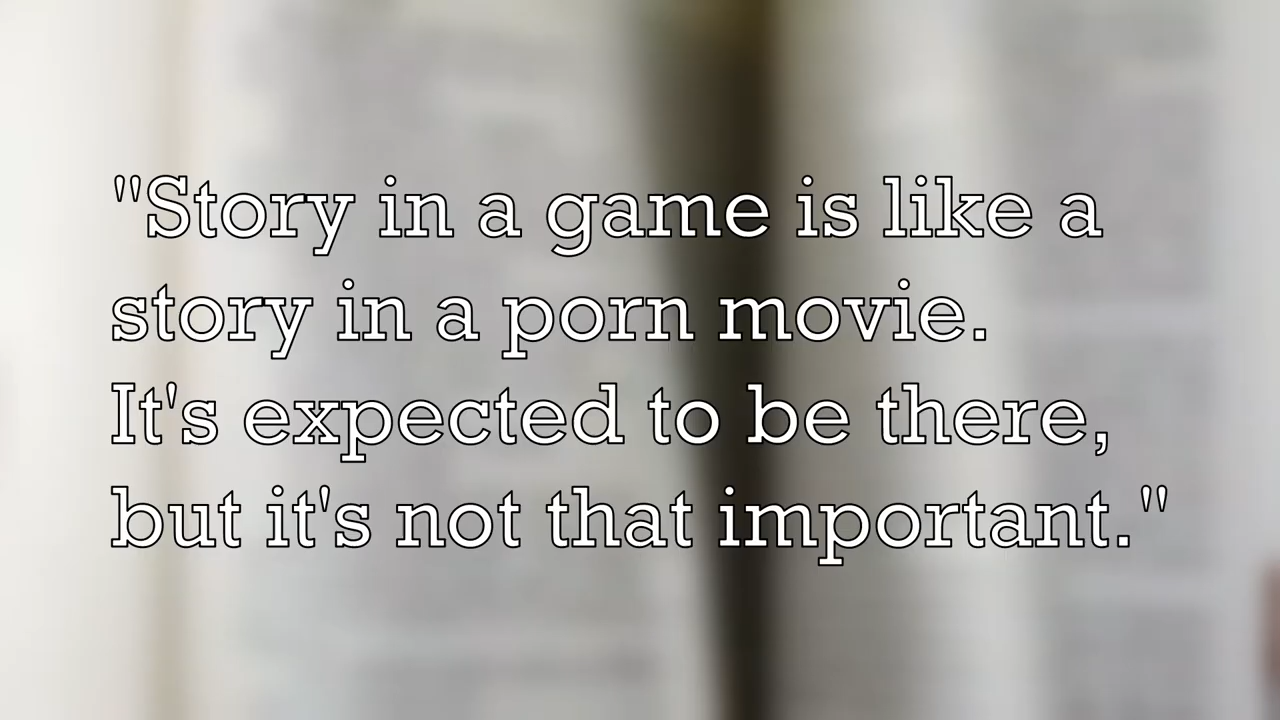 "Story in a game is like a
story in a porn movie.
It's expected to be there,
but it's not that important."